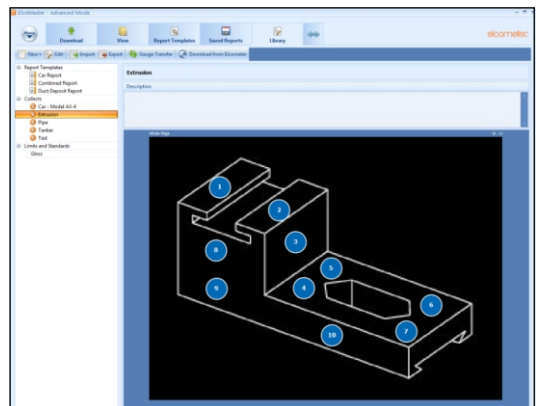 ElcoMaster - Advanced Mode
Download
View
Report Templates
Saved Reports
Library
elcometer
New
Edit
Import
Export
Gauge Transfer
Download from Elcometer
Report Templates
Car Report
Combined Report
Duct Deposit Report
Collects
Car - Model AX-4
Extrusion
Pipe
Tanker
Test
Limits and Standards
Gloss
Extrusion
Description
1
2
3
8
5
4
9
6
7
10